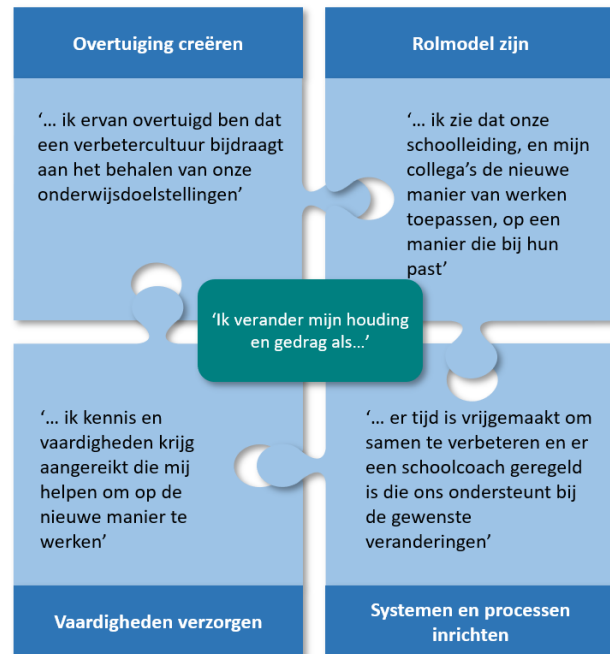 Overtuiging creëren
‘… ik ervan overtuigd ben dat
een verbetercultuur bijdraagt
aan het behalen van onze
onderwijsdoelstellingen’
Rolmodel zijn
‘… ik zie dat onze
schoolleiding, en mijn
collega’s de nieuwe
manier van werken
toepassen, op een
manier die bij hun
past’
‘Ik verander mijn houding
en gedrag als…’
‘… ik kennis en
vaardigheden krijg
aangereikt die mij
helpen om op de
nieuwe manier te
werken’
Vaardigheden verzorgen
‘… er tijd is vrijgemaakt om
samen te verbeteren en er
een schoolcoach geregeld
is die ons ondersteunt bij
de gewenste
veranderingen’
Systemen en processen
inrichten